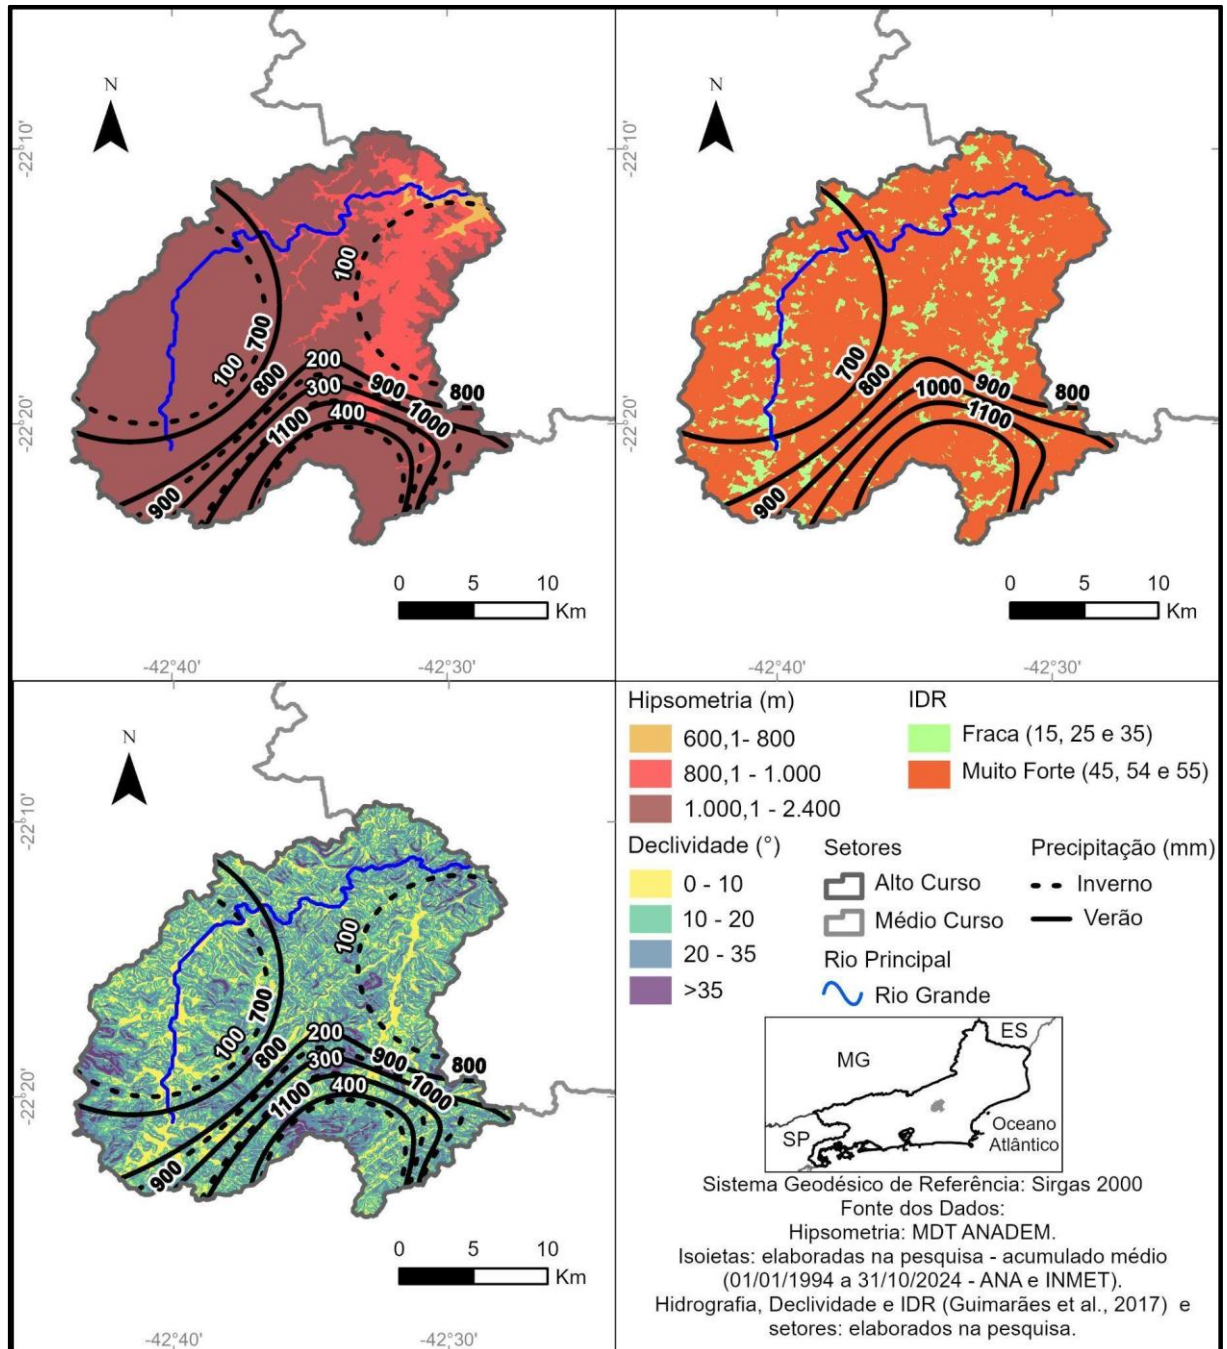 N
-22°10'
100
100
700
800
200
300
900
800
-22°20'
400
1000
1100
900
0 5 10
Km
-42°40'
-42°30'
N
-22°10'
700
800
900
1000
800
-22°20'
1100
900
0 5 10
Km
-42°40'
-42°30'
N
-22°10'
100
100
700
800
200
300
900
800
-22°20'
400
1000
1100
900
0 5 10
Km
-42°40'
-42°30'
Hipsometria (m)
600,1- 800
800,1 - 1.000
1.000,1 - 2.400
IDR
Fraca (15, 25 e 35)
Muito Forte (45, 54 e 55)
Declividade (°)
0 - 10
10 - 20
20 - 35
>35
Setores
Alto Curso
Médio Curso
Rio Principal
Rio Grande
Precipitação (mm)
Inverno
Verão
MG
ES
SP
Oceano
Atlântico
Sistema Geodésico de Referência: Sirgas 2000
Fonte dos Dados:
Hipsometria: MDT ANADEM.
Isoietas: elaboradas na pesquisa - acumulado médio
(01/01/1994 a 31/10/2024 - ANA e INMET).
Hidrografia, Declividade e IDR (Guimarães et al., 2017) e
setores: elaborados na pesquisa.